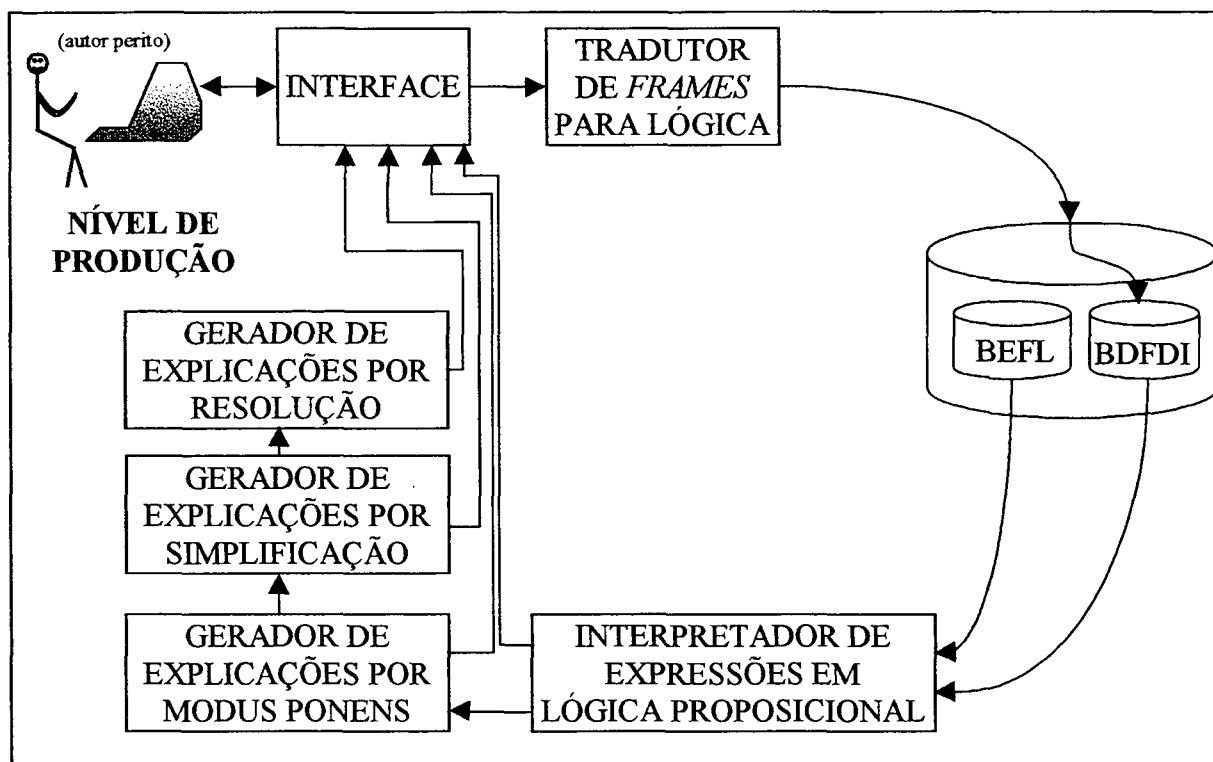 (autor perito)
INTERFACE
TRADUTOR
DE FRAMES
PARA LÓGICA
NÍVEL DE
PRODUÇÃO
BEFL
BDFDI
GERADOR DE
EXPLICAÇÕES POR
RESOLUÇÃO
GERADOR DE
EXPLICAÇÕES POR
SIMPLIFICAÇÃO
GERADOR DE
EXPLICAÇÕES POR
MODUS PONENS
INTERPRETADOR DE
EXPRESSÕES EM
LÓGICA PROPOSICIONAL